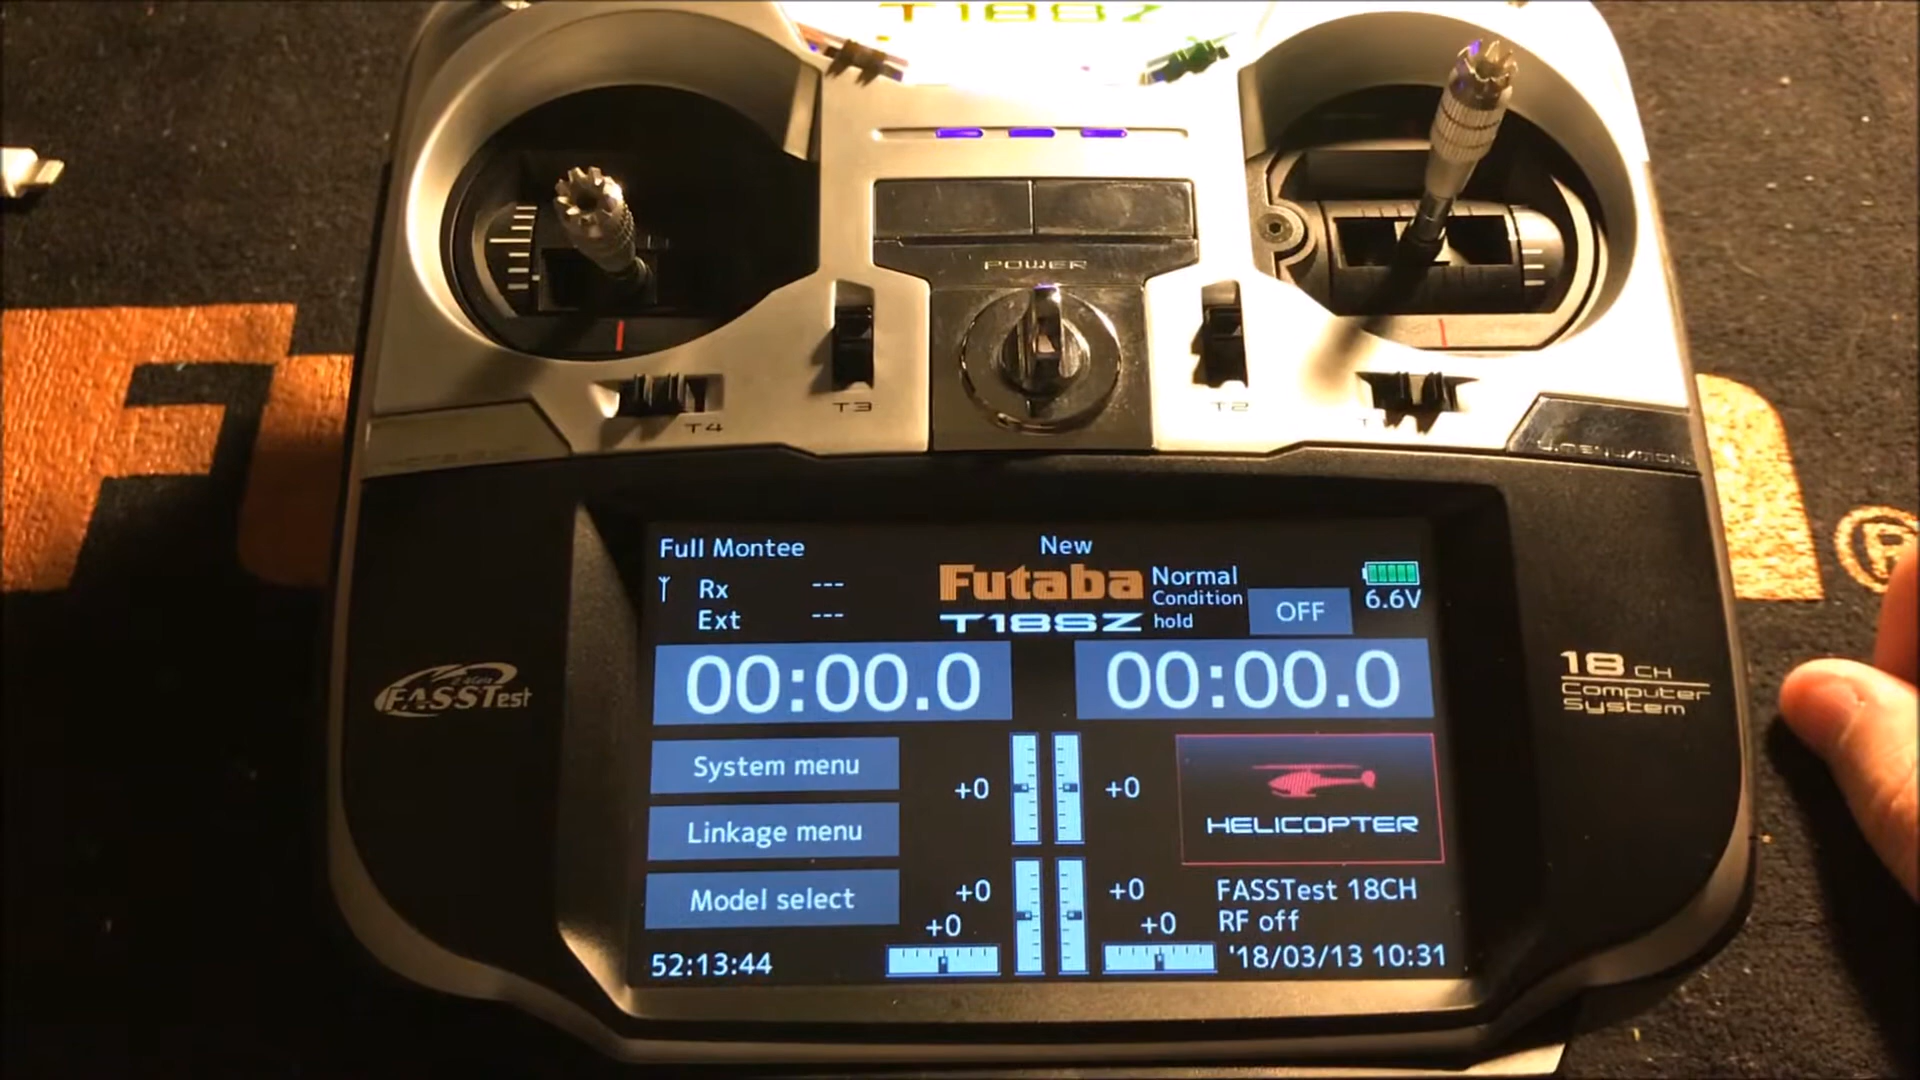 T18SZ
POWER
T3
T2
T4
Full Montee
New
Rx ---
Ext ---
Futaba
T18SZ
Normal
Condition
hold
OFF
6.6V
00:00.0
00:00.0
FASSTest
18 CH
Computer
System
System menu
Linkage menu
Model select
+0
+0
HELICOPTER
+0
+0
+0
+0
FASSTest 18CH
RF off
52:13:44
'18/03/13 10:31
®